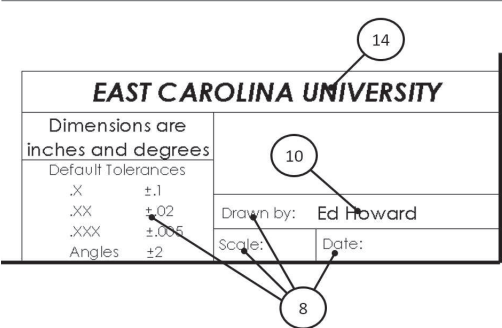 14
EAST CAROLINA UNIVERSITY
Dimensions are
inches and degrees
10
Default Tolerances
.X ±.1
.XX ±.02
Drawn by: Ed Howard
.XXX ±.005
Scale: Date:
Angles ±2
8